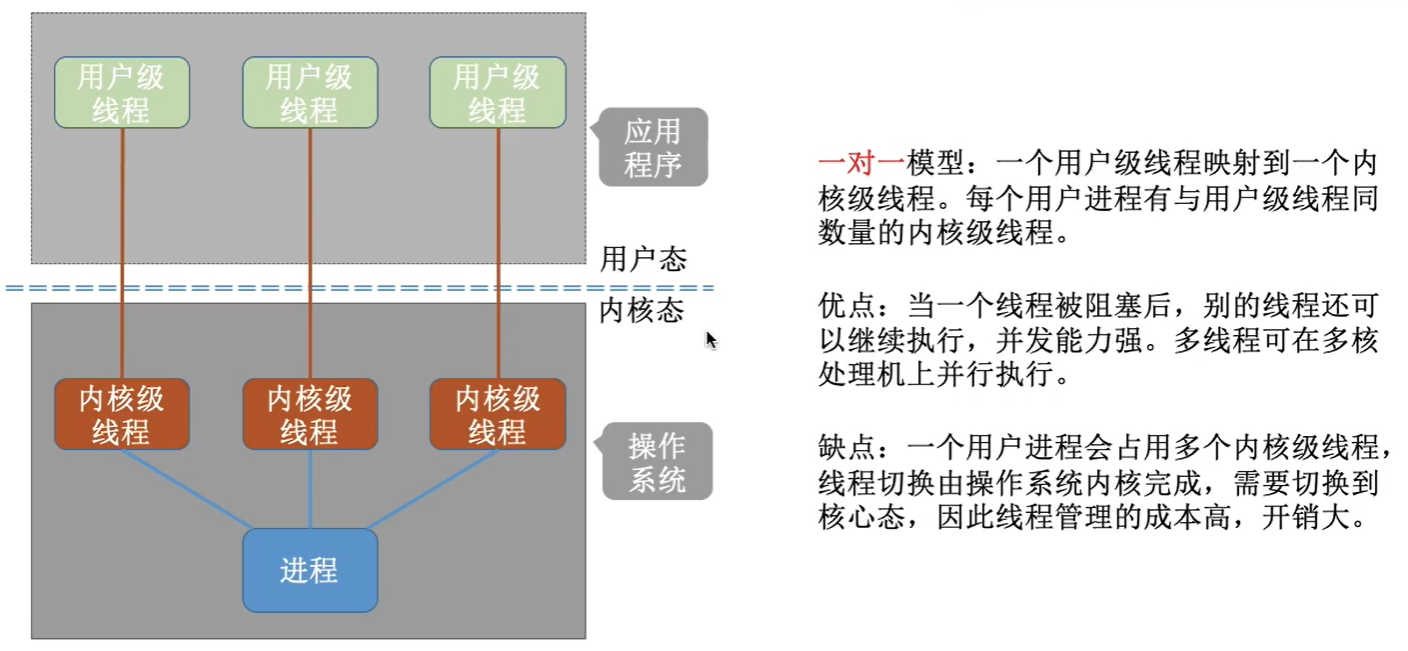 用户级
线程
用户级
线程
用户级
线程
应用
程序
用户态
内核态
内核级
线程
内核级
线程
内核级
线程
操作
系统
进程
一对一模型：一个用户级线程映射到一个内
核级线程。每个用户进程有与用户级线程同
数量的内核级线程。
优点：当一个线程被阻塞后，别的线程还可
以继续执行，并发能力强。多线程可在多核
处理机上并行执行。
缺点：一个用户进程会占用多个内核级线程，
线程切换由操作系统内核完成，需要切换到
核心态，因此线程管理的成本高，开销大。